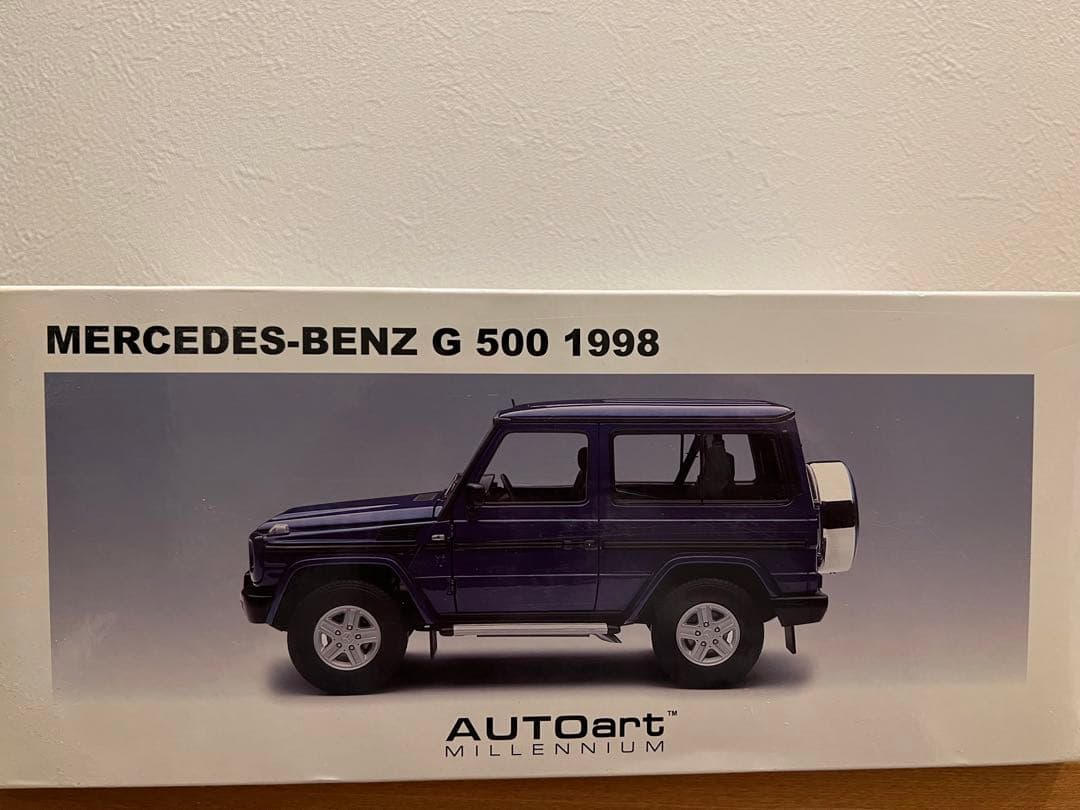 MERCEDES-BENZ G 500 1998
AUTOart™
MILLENNIUM